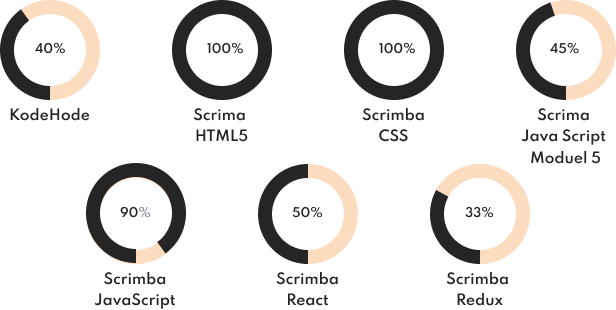 40%
KodeHode
100%
Scrima
HTML5
100%
Scrimba
CSS
45%
Scrima
Java Script
Moduel 5
90%
Scrimba
JavaScript
50%
Scrimba
React
33%
Scrimba
Redux